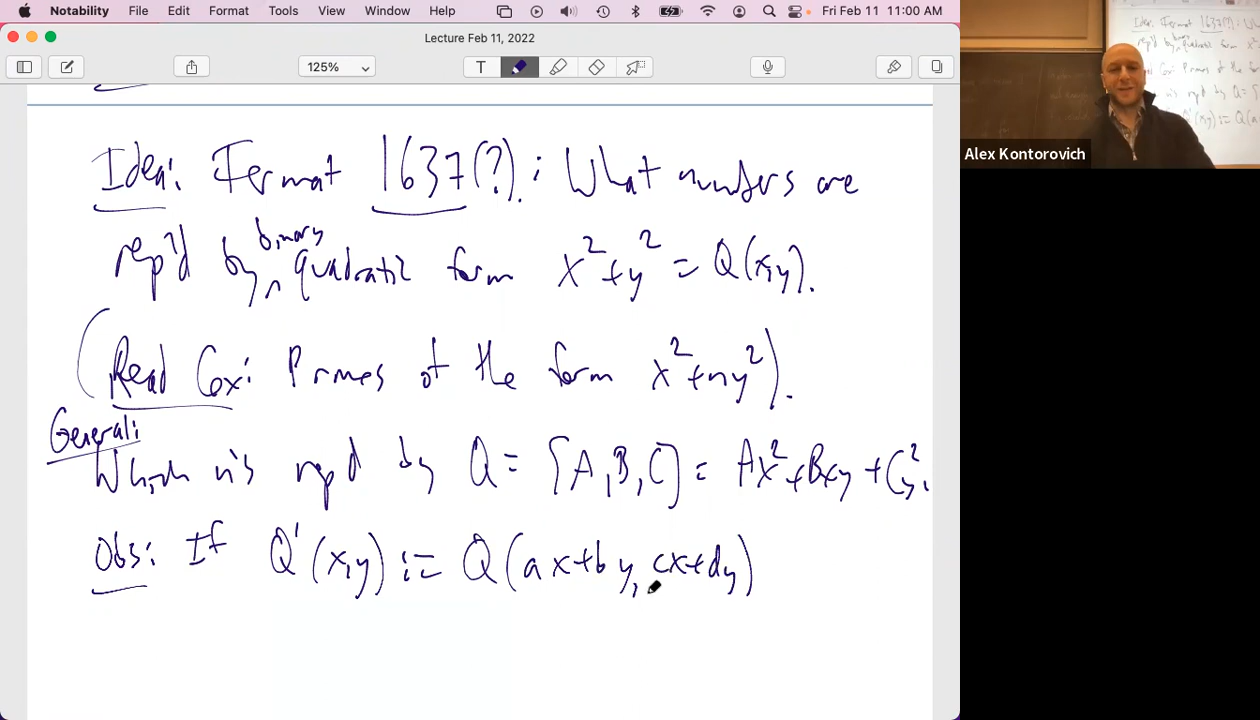 Notability File Edit Format Tools View Window Help Fri Feb 11 11:00 AM
Lecture Feb 11, 2022
125% T
Idea: Fermat 1637(?): What numbers are
rep'd by binary quadratic form x²+y² = Q(x,y).
(Read Cox: Primes of the form x²+ny²).
General:
Which n's rep'd by Q = [A,B,C] = Ax²+Bxy+Cy².
Obs: If Q'(x,y) := Q(ax+by, cx+dy)
Alex Kontorovich